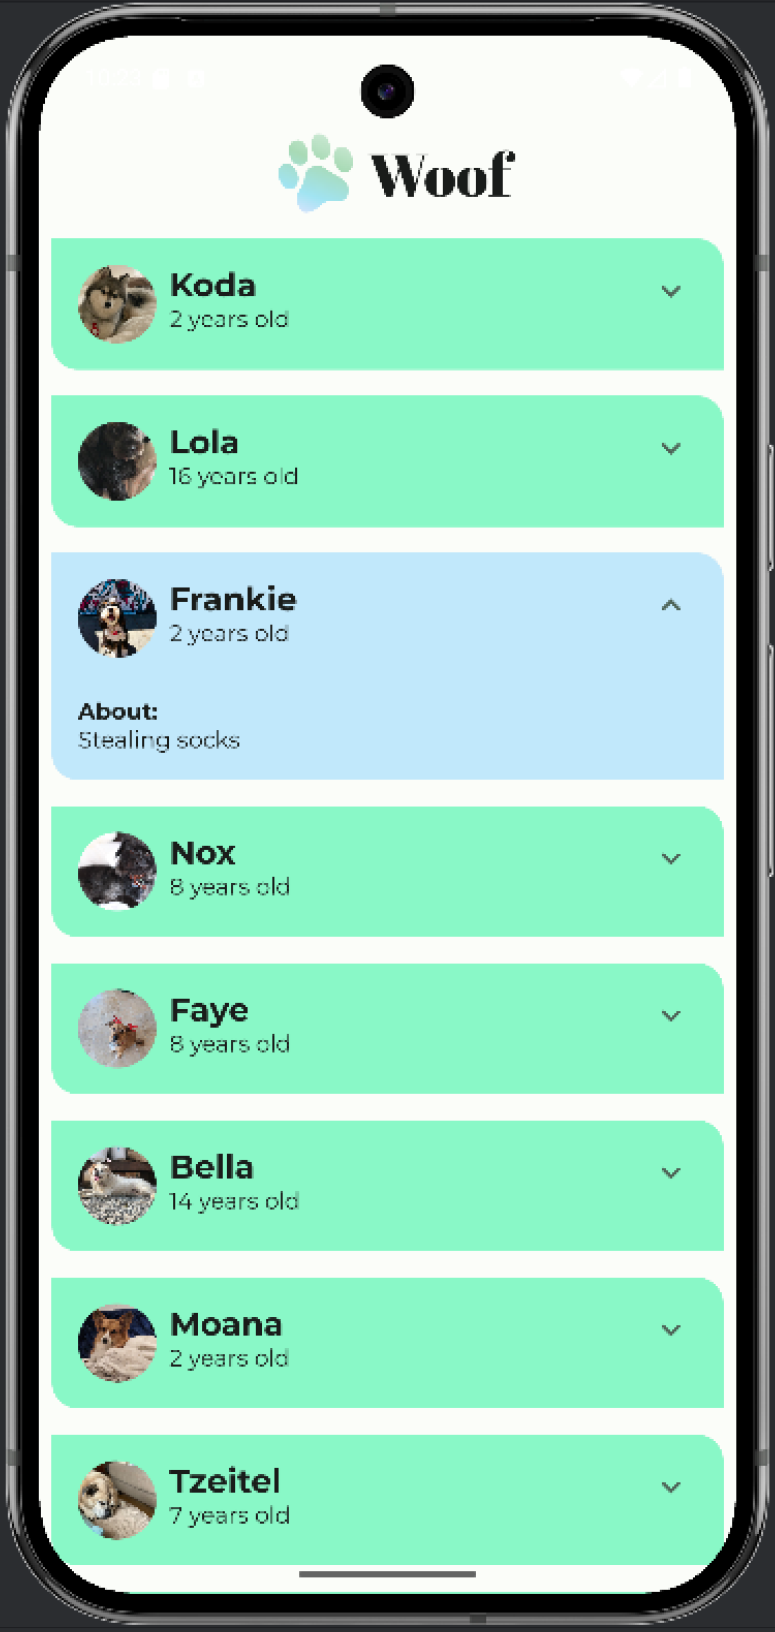 Woof
Koda
2 years old
Lola
16 years old
Frankie
2 years old
About:
Stealing socks
Nox
8 years old
Faye
8 years old
Bella
14 years old
Moana
2 years old
Tzeitel
7 years old